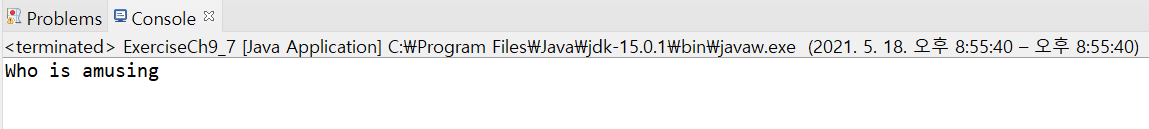 Problems Console
<terminated> ExerciseCh9_7 [Java Application] C:₩Program Files₩Java₩jdk-15.0.1₩bin₩javaw.exe (2021. 5. 18. 오후 8:55:40 – 오후 8:55:40)
Who is amusing